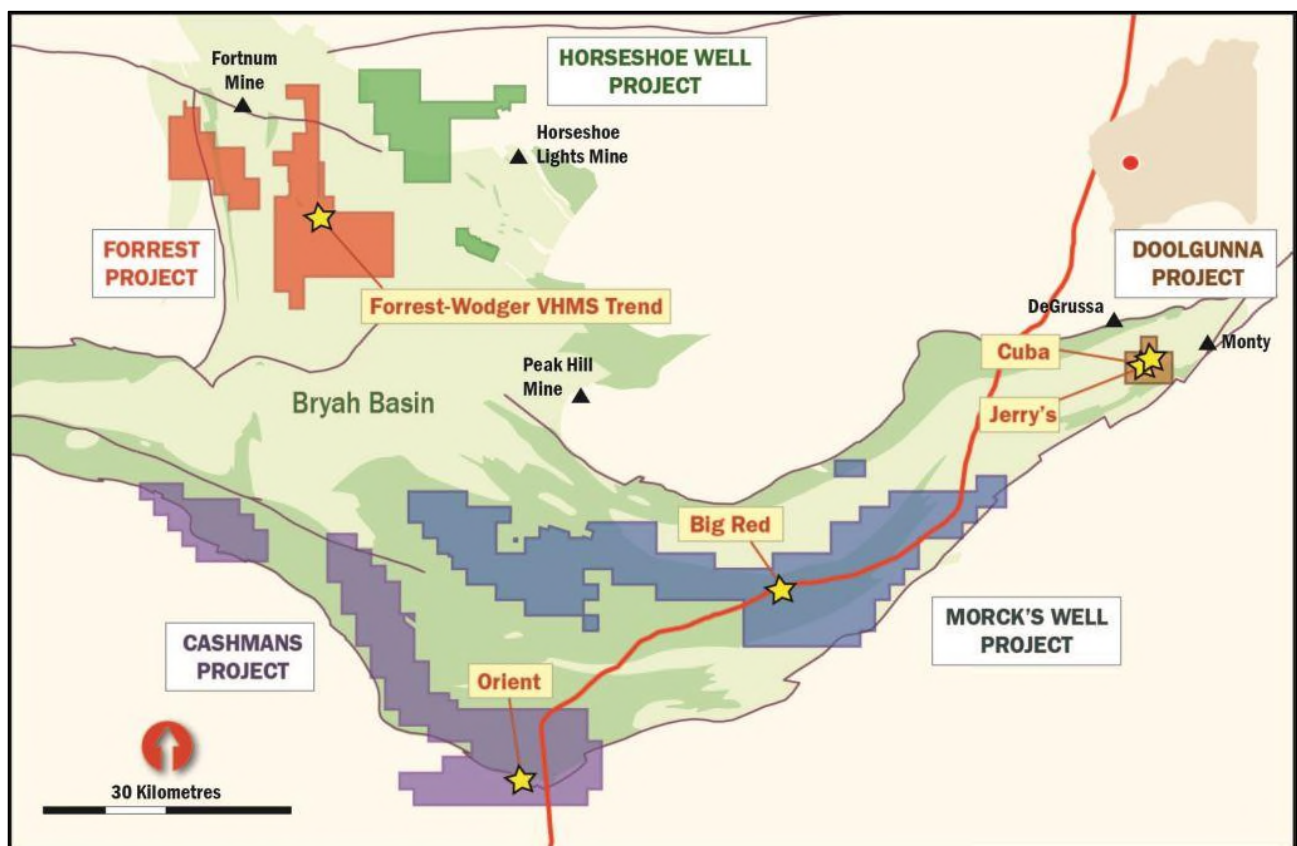 Fortnum
Mine
HORSESHOE WELL
PROJECT
Horseshoe
Lights Mine
FORREST
PROJECT
Forrest-Wodger VHMS Trend
DOOLGUNNA
PROJECT
DeGrussa
Monty
Cuba
Jerry's
Peak Hill
Mine
Bryah Basin
Big Red
CASHMANS
PROJECT
MORCK'S WELL
PROJECT
Orient
30 Kilometres